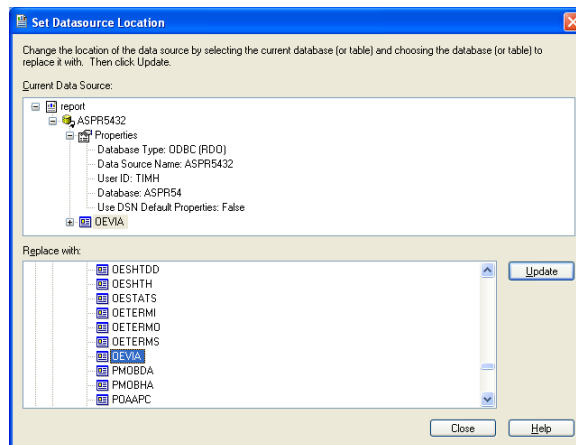 Set Datasource Location
Change the location of the data source by selecting the current database (or table) and choosing the database (or table) to
replace it with. Then click Update.
Current Data Source:
report
ASPR5432
Properties
Database Type: ODBC (RDO)
Data Source Name: ASPR5432
User ID: TIMH
Database: ASPR54
Use DSN Default Properties: False
OEVIA
Replace with:
OESHTDD
OESHTH
OESTATS
OETERMI
OETERMO
OETERMS
OEVIA
PMOBDA
PMOBHA
POAAPC
Update
Close
Help